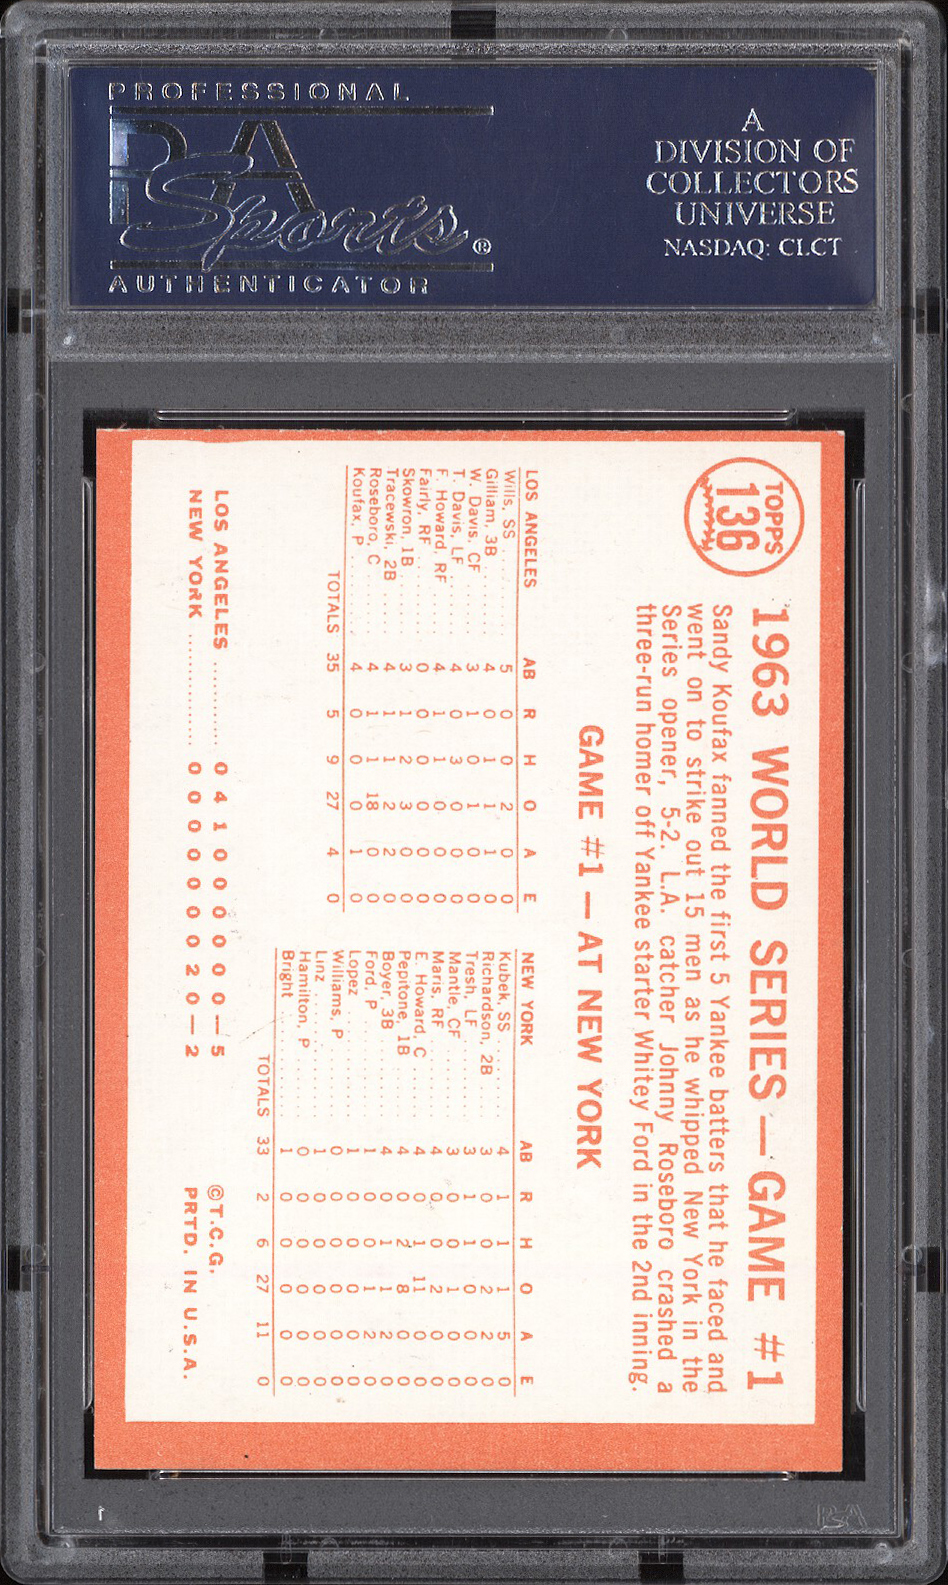 PROFESSIONAL
PSA
Sports®
AUTHENTICATOR
A
DIVISION OF
COLLECTORS
UNIVERSE
NASDAQ: CLCT
TOPPS
136
1963 WORLD SERIES—GAME #1
Sandy Koufax fanned the first 5 Yankee batters that he faced and
went on to strike out 15 men as he whipped New York in the
Series opener, 5-2. L.A. catcher Johnny Roseboro crashed a
three-run homer off Yankee starter Whitey Ford in the 2nd inning.
GAME #1 — AT NEW YORK
LOS ANGELES AB R H O A E
Wills, SS 5 0 0 2 0 0
Gilliam, 3B 4 0 1 1 1 0
W. Davis, CF 3 1 0 1 0 0
T. Davis, LF 4 0 3 0 0 0
F. Howard, RF 4 1 1 0 0 0
Fairly, RF 0 0 0 0 0 0
Skowron, 1B 3 1 2 3 0 0
Tracewski, 2B 4 1 1 2 2 0
Roseboro, C 4 1 1 18 0 0
Koufax, P 4 0 0 0 1 0
TOTALS 35 5 9 27 4 0
NEW YORK AB R H O A E
Kubek, SS 4 1 1 1 5 0
Richardson, 2B 3 0 0 2 2 0
Tresh, LF 3 1 1 0 0 0
Mantle, CF 3 0 0 1 0 0
Maris, RF 4 0 0 2 0 0
E. Howard, C 4 0 1 11 0 0
Pepitone, 1B 4 0 2 8 0 0
Boyer, 3B 4 0 1 1 2 0
Ford, P 1 0 0 1 2 0
Lopez 1 0 0 0 0 0
Williams, P 0 0 0 0 0 0
Linz 1 0 0 0 0 0
Hamilton, P 0 0 0 0 0 0
Bright 1 0 0 0 0 0
TOTALS 33 2 6 27 11 0
LOS ANGELES 0 4 1 0 0 0 0 0 0 — 5
NEW YORK 0 0 0 0 0 0 0 2 0 — 2
©T.C.G.
PRTD. IN U.S.A.
PSA